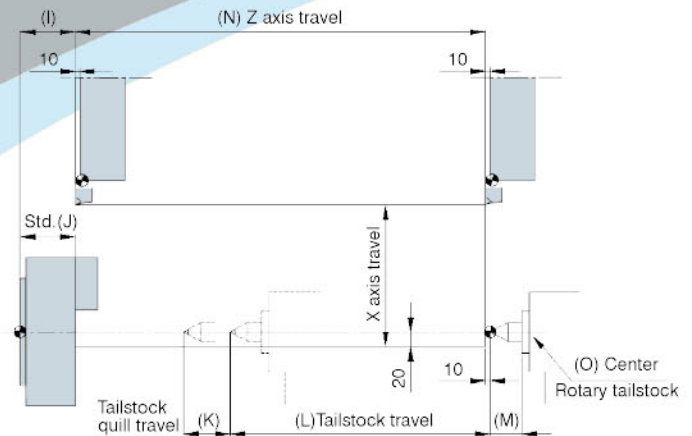 (I)
(N) Z axis travel
10
10
Std.(J)
X axis travel
20
10
(O) Center
Rotary tailstock
Tailstock
quill travel
(K)
(L)Tailstock travel
(M)